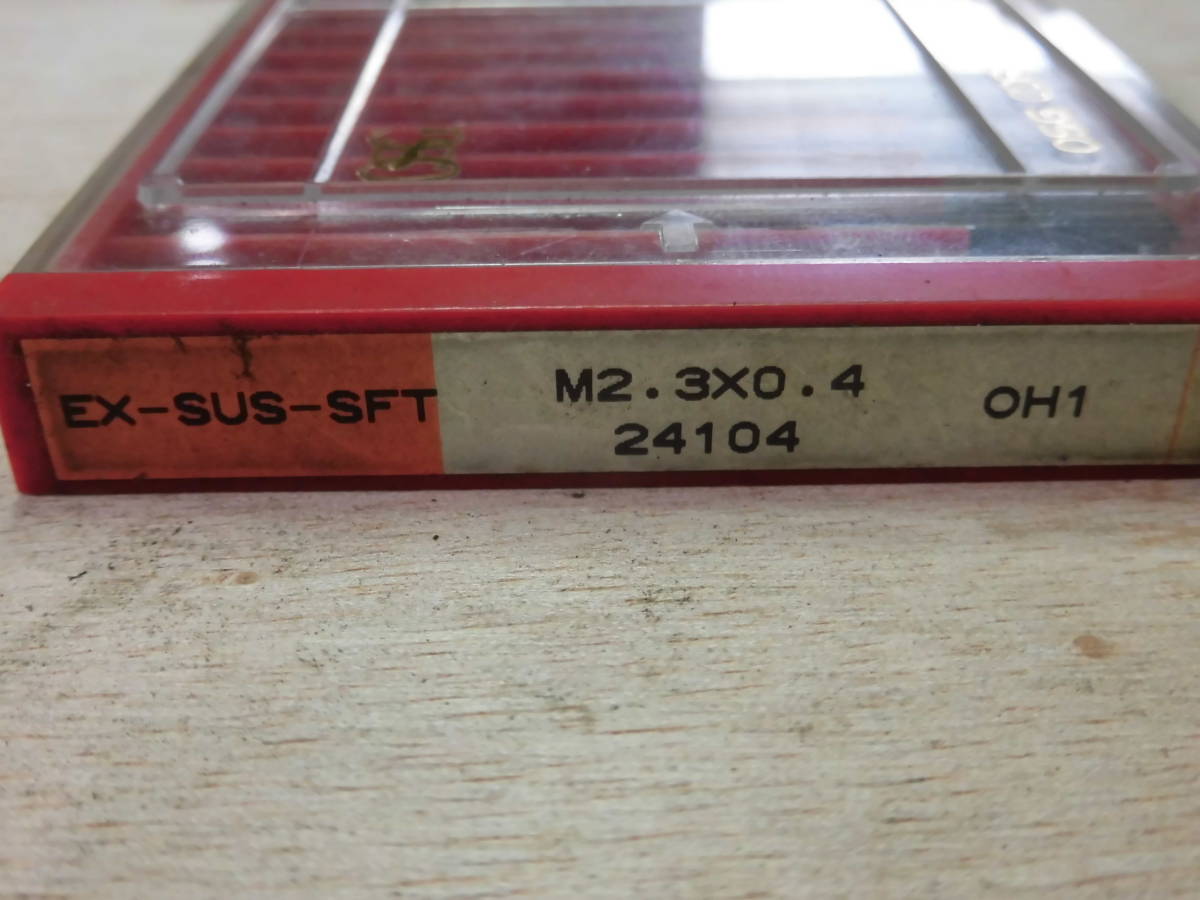 EX-SUS-SFT
M2.3X0.4
24104
OH1